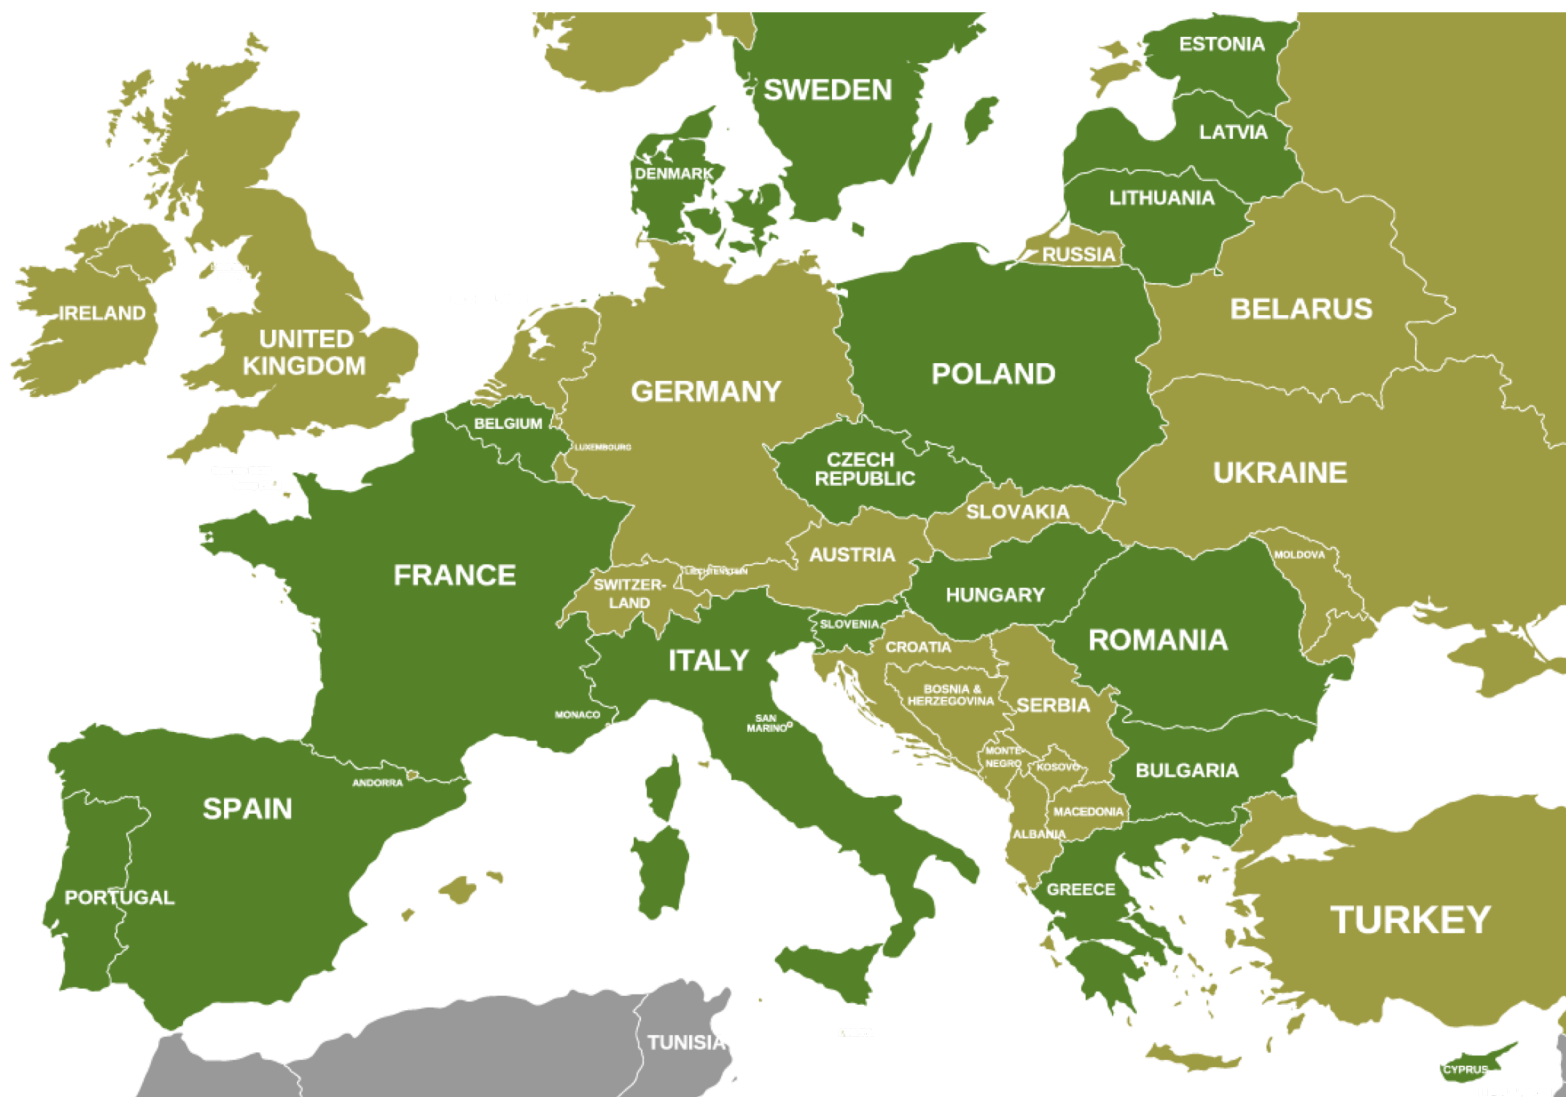 ESTONIA
SWEDEN
LATVIA
DENMARK
LITHUANIA
RUSSIA
IRELAND
BELARUS
UNITED
KINGDOM
GERMANY
POLAND
BELGIUM
LUXEMBOURG
CZECH
REPUBLIC
UKRAINE
SLOVAKIA
AUSTRIA
MOLDOVA
FRANCE
LIECHTENSTEIN
SWITZER-
LAND
HUNGARY
SLOVENIA
ROMANIA
CROATIA
ITALY
BOSNIA &
HERZEGOVINA
SERBIA
MONACO
SAN
MARINO
MONTE-
NEGRO
KOSOVO
BULGARIA
ANDORRA
SPAIN
MACEDONIA
ALBANIA
PORTUGAL
GREECE
TURKEY
TUNISIA
CYPRUS